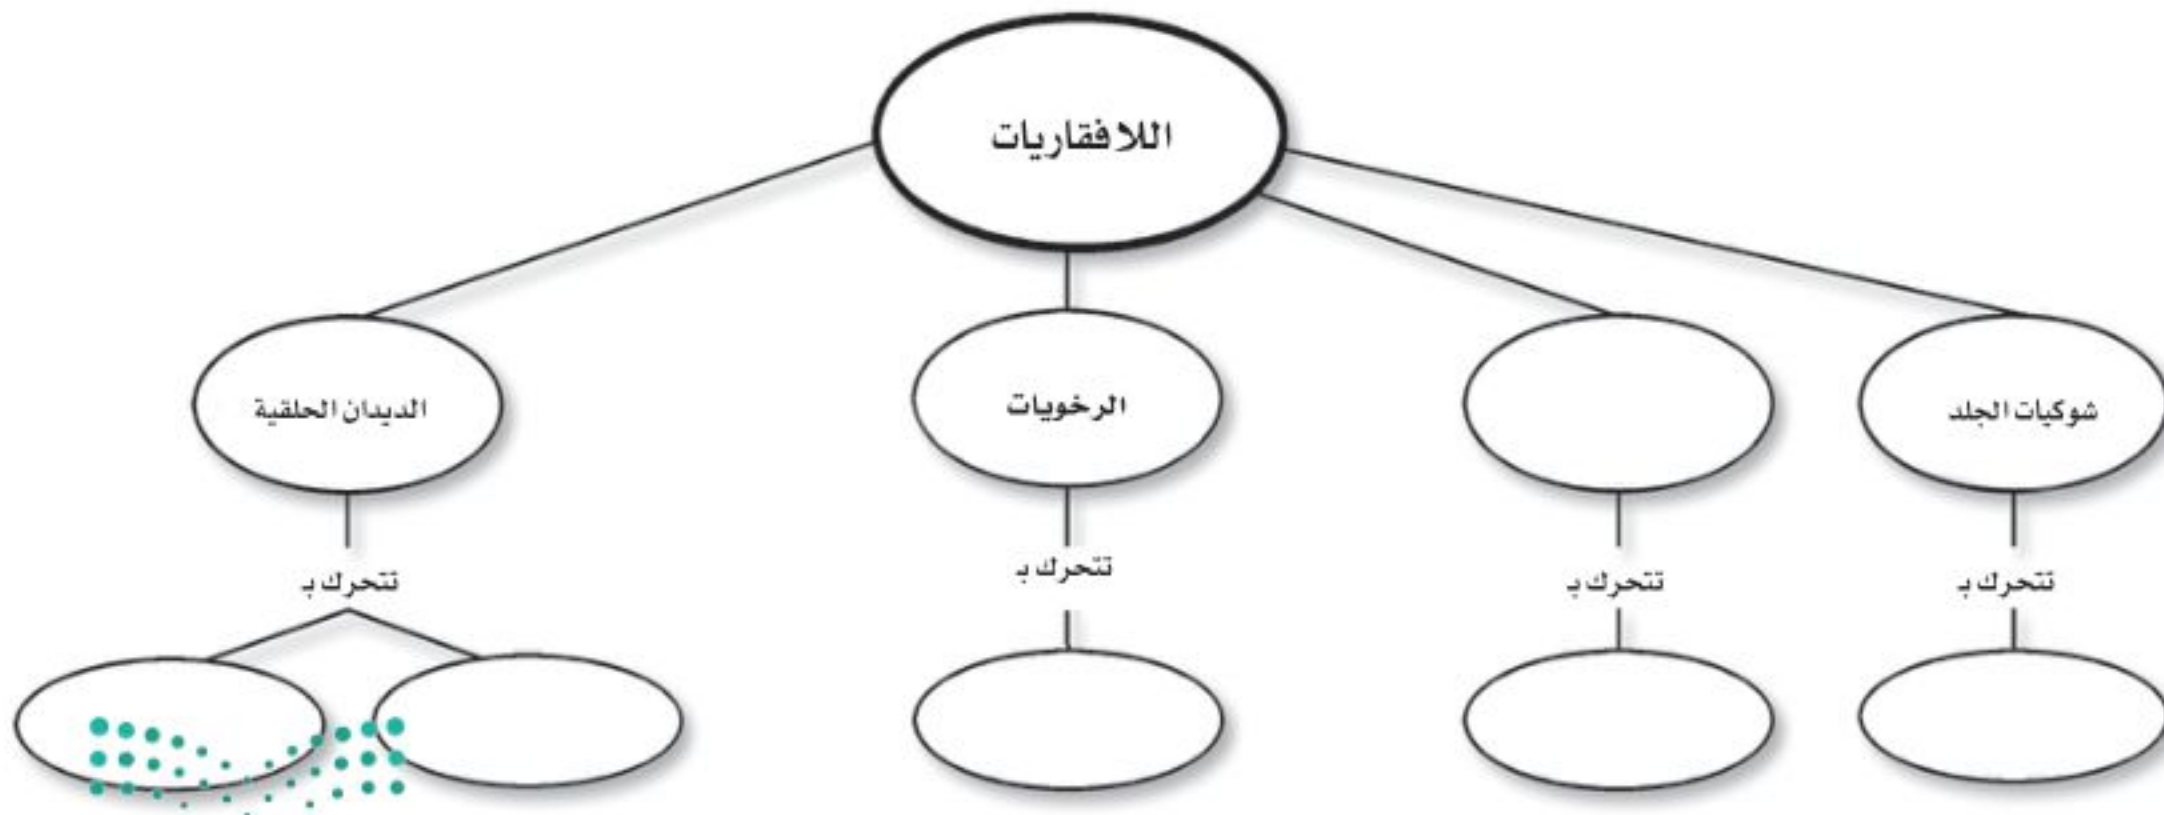 اللافقاريات
شوكيات الجلد
الرخويات
الديدان الحلقية
تتحرك بـ
تتحرك بـ
تتحرك بـ
تتحرك بـ